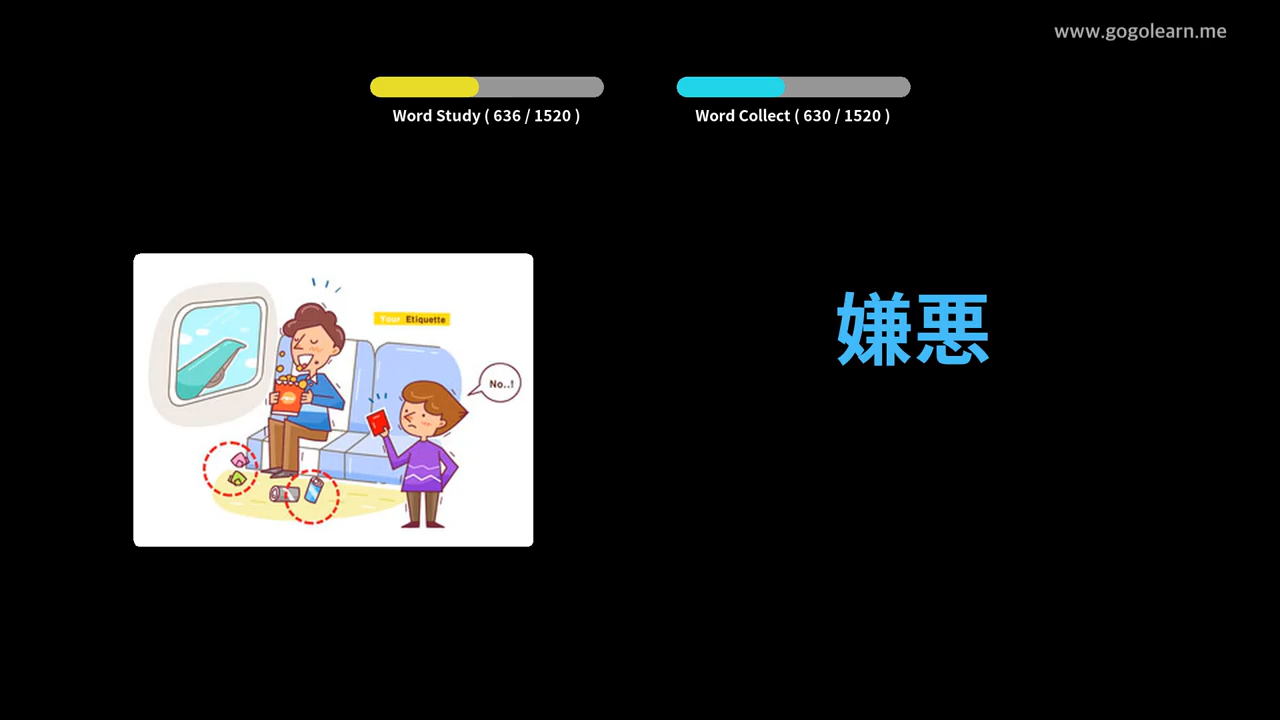 www.gogolearn.me
Word Study ( 636 / 1520 )
Word Collect ( 630 / 1520 )
嫌悪
Your Etiquette
No..!